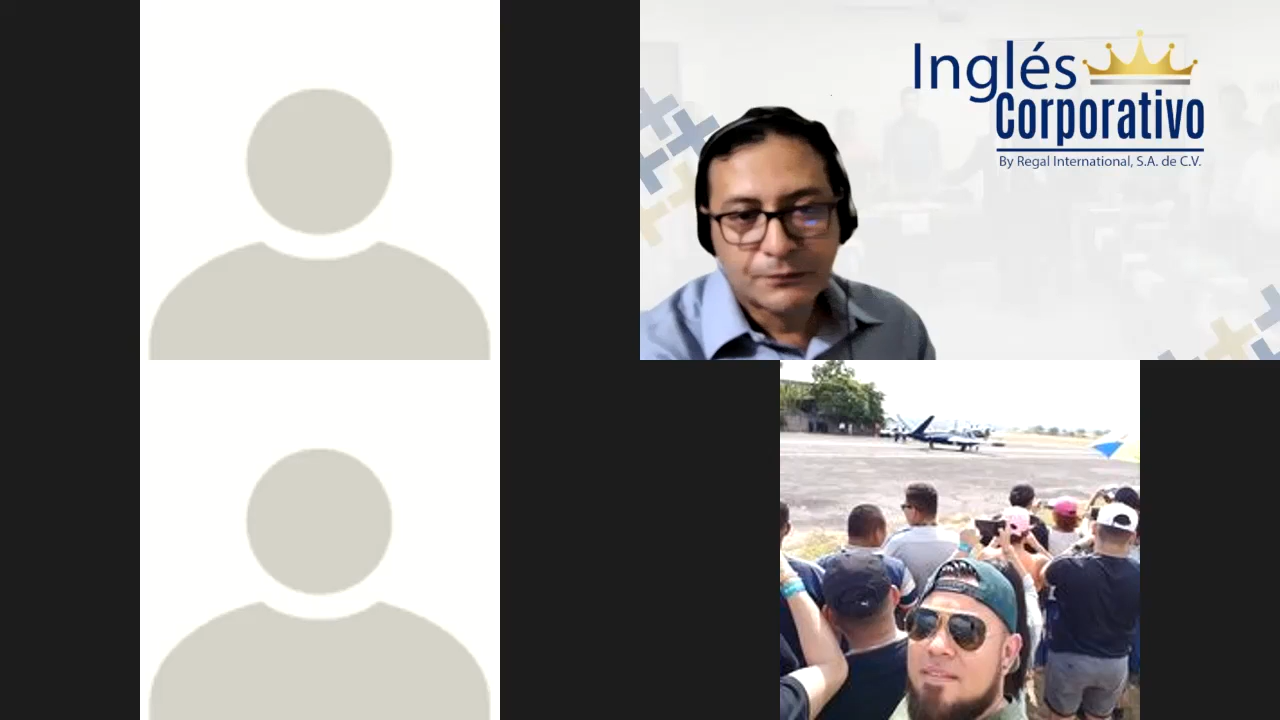 Inglés
Corporativo
By Regal International, S.A. de C.V.